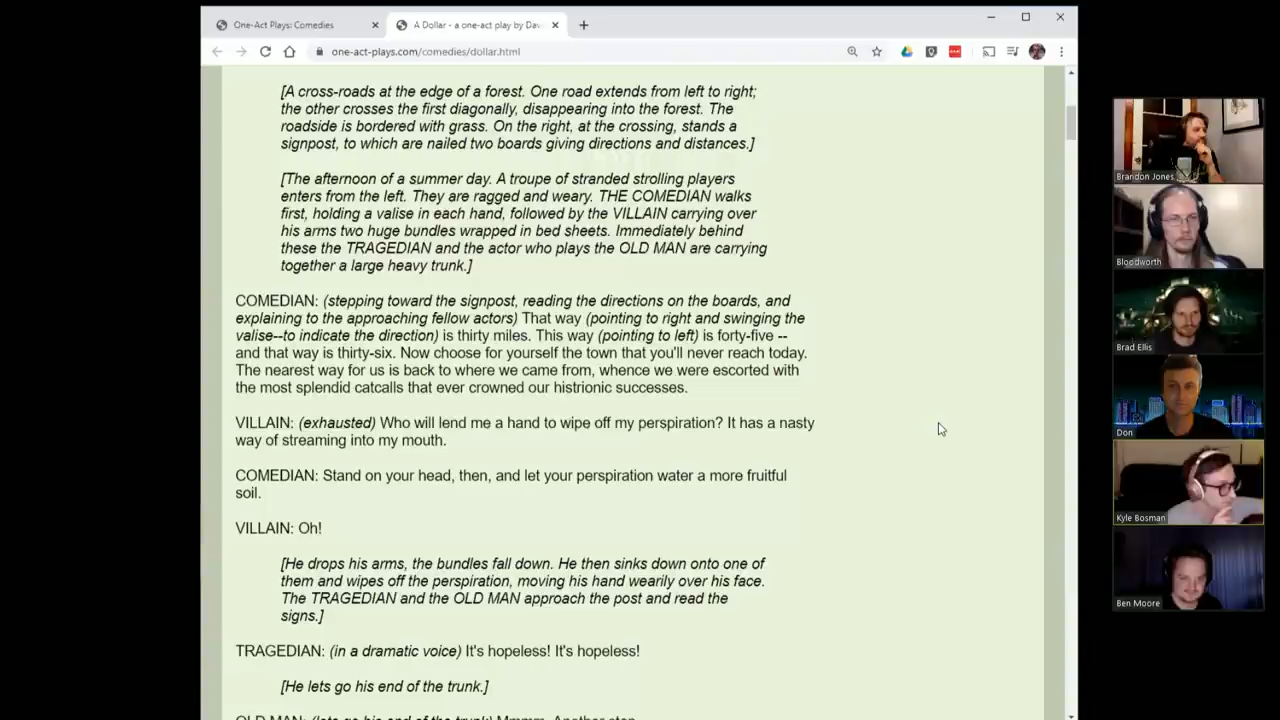 One-Act Plays: Comedies
A Dollar - a one-act play by Dav
one-act-plays.com/comedies/dollar.html
[A cross-roads at the edge of a forest. One road extends from left to right;
the other crosses the first diagonally, disappearing into the forest. The
roadside is bordered with grass. On the right, at the crossing, stands a
signpost, to which are nailed two boards giving directions and distances.]
[The afternoon of a summer day. A troupe of stranded strolling players
enters from the left. They are ragged and weary. THE COMEDIAN walks
first, holding a valise in each hand, followed by the VILLAIN carrying over
his arms two huge bundles wrapped in bed sheets. Immediately behind
these the TRAGEDIAN and the actor who plays the OLD MAN are carrying
together a large heavy trunk.]
COMEDIAN: (stepping toward the signpost, reading the directions on the boards, and
explaining to the approaching fellow actors) That way (pointing to right and swinging the
valise--to indicate the direction) is thirty miles. This way (pointing to left) is forty-five --
and that way is thirty-six. Now choose for yourself the town that you'll never reach today.
The nearest way for us is back to where we came from, whence we were escorted with
the most splendid catcalls that ever crowned our histrionic successes.
VILLAIN: (exhausted) Who will lend me a hand to wipe off my perspiration? It has a nasty
way of streaming into my mouth.
COMEDIAN: Stand on your head, then, and let your perspiration water a more fruitful
soil.
VILLAIN: Oh!
[He drops his arms, the bundles fall down. He then sinks down onto one of
them and wipes off the perspiration, moving his hand wearily over his face.
The TRAGEDIAN and the OLD MAN approach the post and read the
signs.]
TRAGEDIAN: (in a dramatic voice) It's hopeless! It's hopeless!
[He lets go his end of the trunk.]
OLD MAN: (lets go his end of the trunk) Mmmm. Another stop.
Brandon Jones
Bloodworth
Brad Ellis
Don
Kyle Bosman
Ben Moore